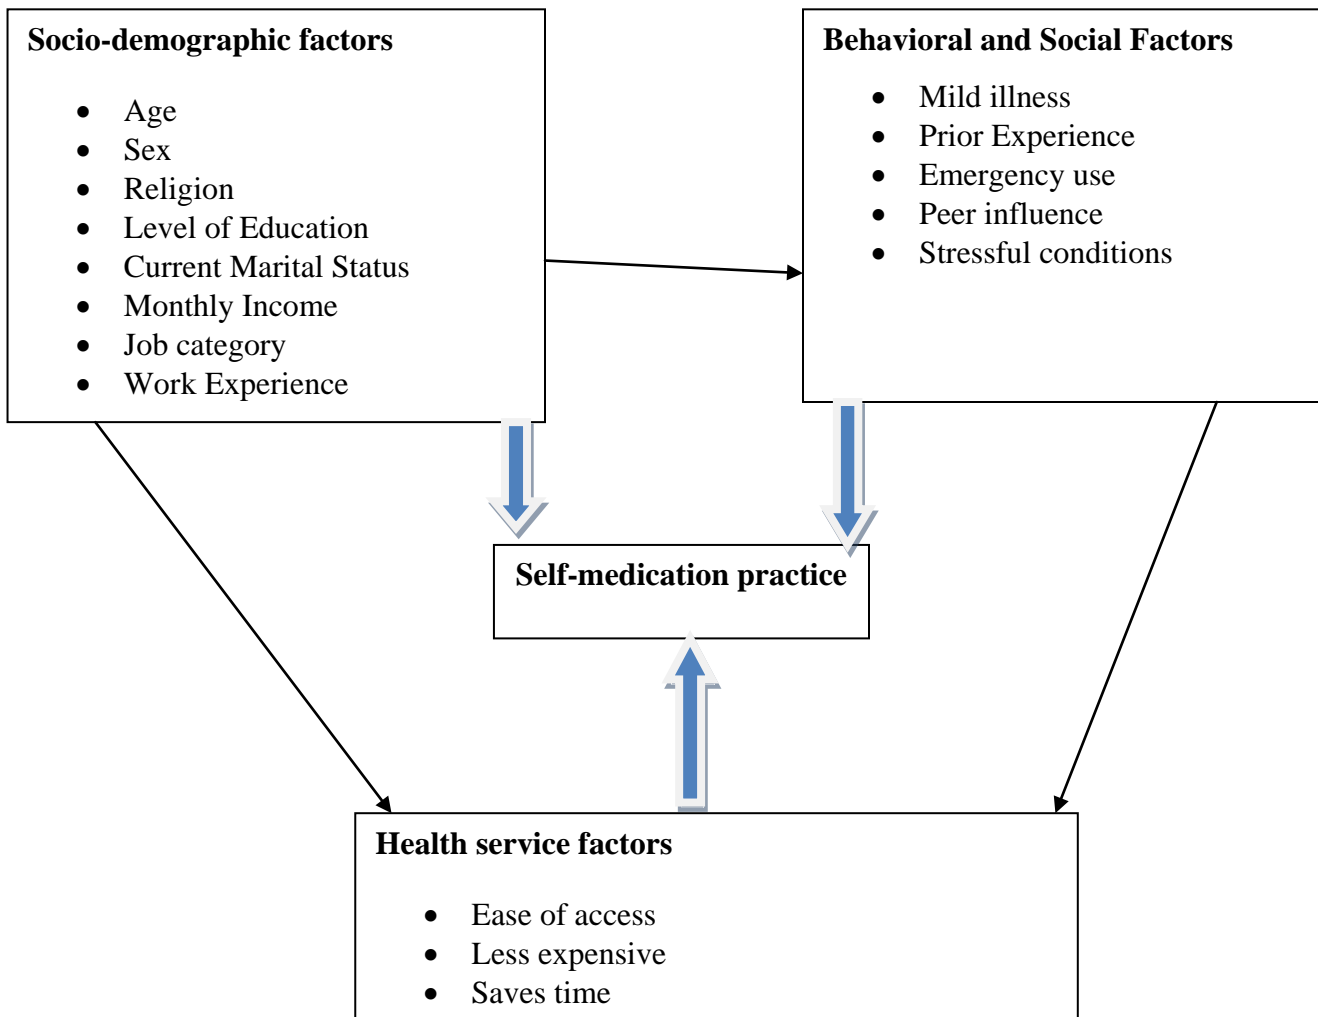 Socio-demographic factors
• Age
• Sex
• Religion
• Level of Education
• Current Marital Status
• Monthly Income
• Job category
• Work Experience
Behavioral and Social Factors
• Mild illness
• Prior Experience
• Emergency use
• Peer influence
• Stressful conditions
Self-medication practice
Health service factors
• Ease of access
• Less expensive
• Saves time